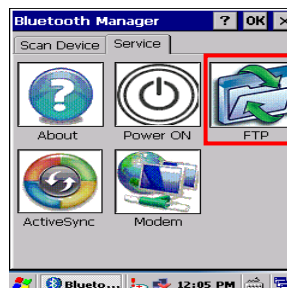 Bluetooth Manager ? OK ×
Scan Device Service
About Power ON FTP
ActiveSync Modem
Blueto... 12:05 PM